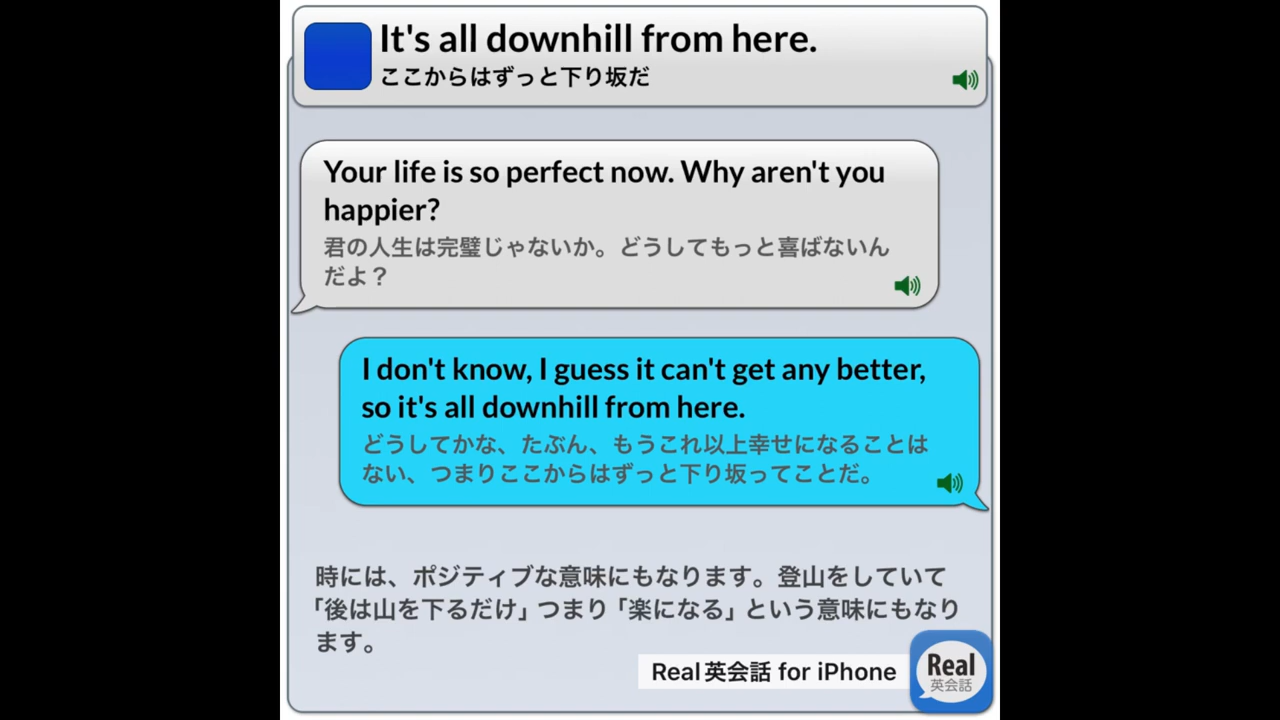 It's all downhill from here.
ここからはずっと下り坂だ
Your life is so perfect now. Why aren't you
happier?
君の人生は完璧じゃないか。どうしてもっと喜ばないん
だよ？
I don't know, I guess it can't get any better,
so it's all downhill from here.
どうしてかな、たぶん、もうこれ以上幸せになることは
ない、つまりここからはずっと下り坂ってことだ。
時には、ポジティブな意味にもなります。登山をしていて
「後は山を下るだけ」つまり「楽になる」という意味にもなり
ます。
Real英会話 for iPhone
Real
英会話